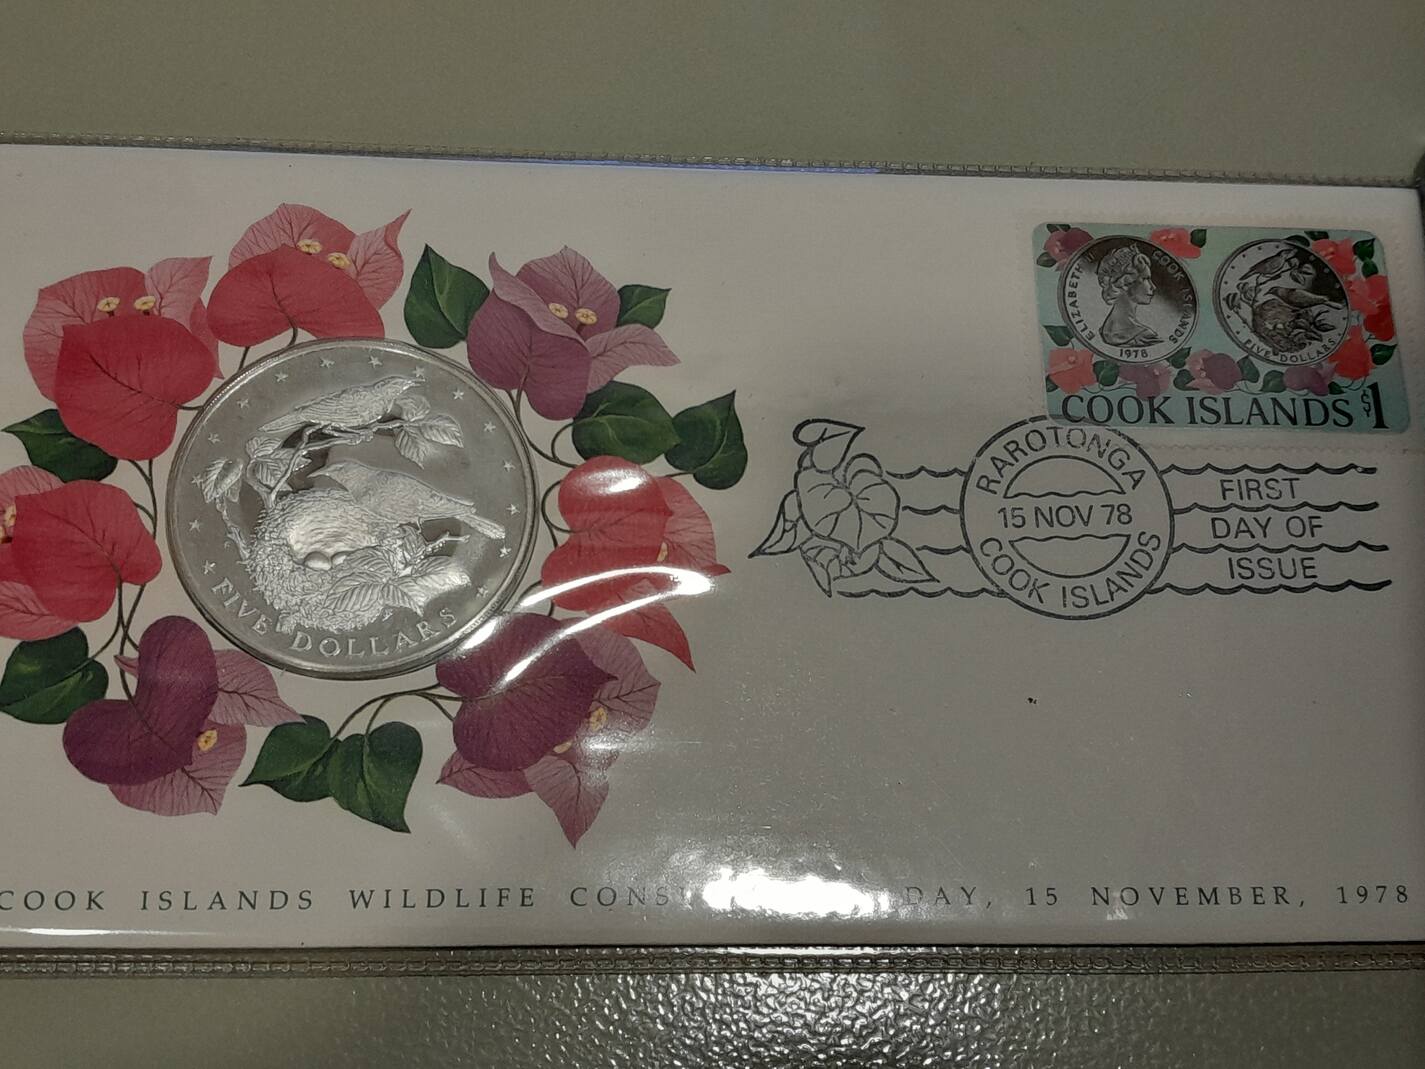 FIVE DOLLARS
ELIZABETH II COOK ISLANDS
1978
FIVE DOLLARS
COOK ISLANDS $1
RAROTONGA
15 NOV 78
COOK ISLANDS
FIRST
DAY OF
ISSUE
COOK ISLANDS WILDLIFE DAY, 15 NOVEMBER, 1978